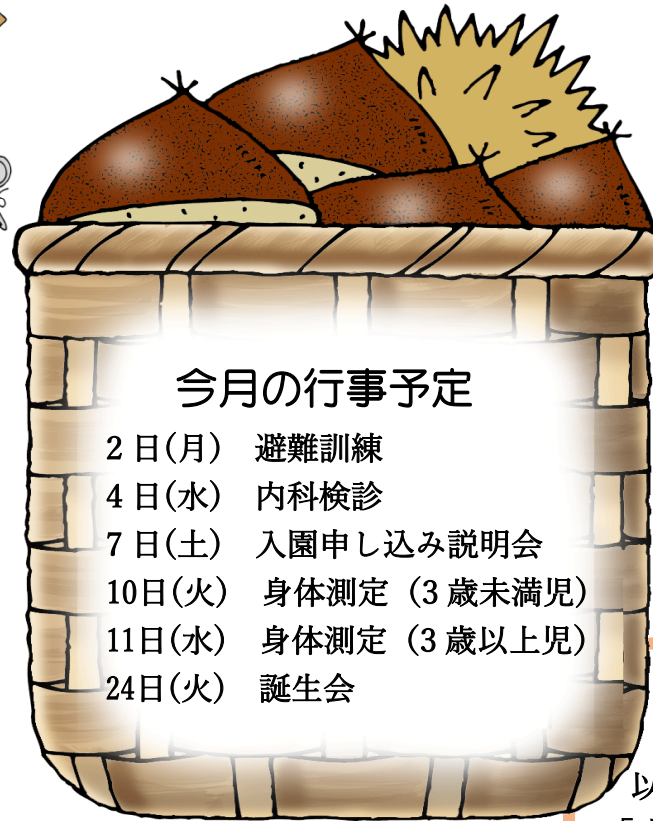 今月の行事予定
2日(月) 避難訓練
4日(水) 内科検診
7日(土) 入園申し込み説明会
10日(火) 身体測定（3歳未満児）
11日(水) 身体測定（3歳以上児）
24日(火) 誕生会
以